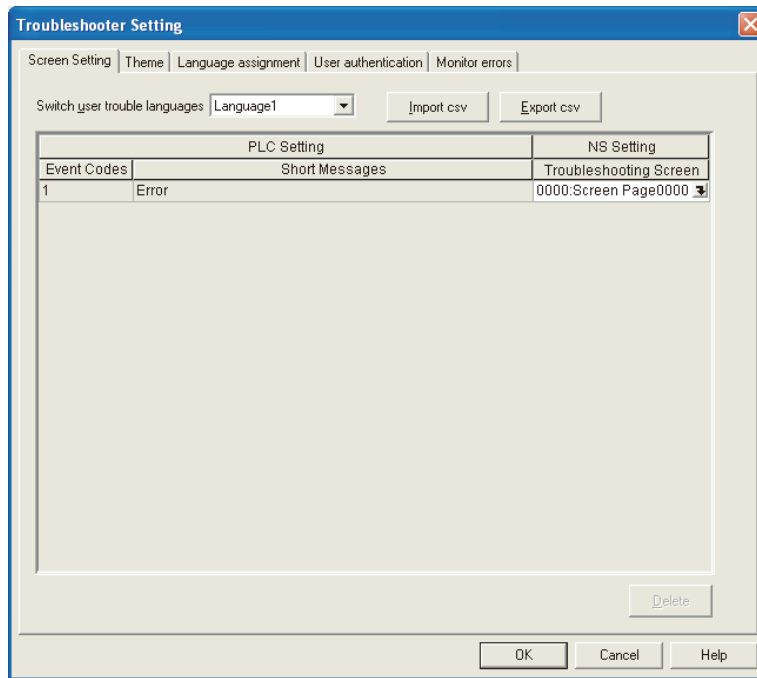 Troubleshooter Setting
Screen Setting Theme Language assignment User authentication Monitor errors
Switch user trouble languages Language1 Import csv Export csv
PLC Setting NS Setting
Event Codes Short Messages Troubleshooting Screen
1 Error 0000:Screen Page0000
Delete
OK Cancel Help